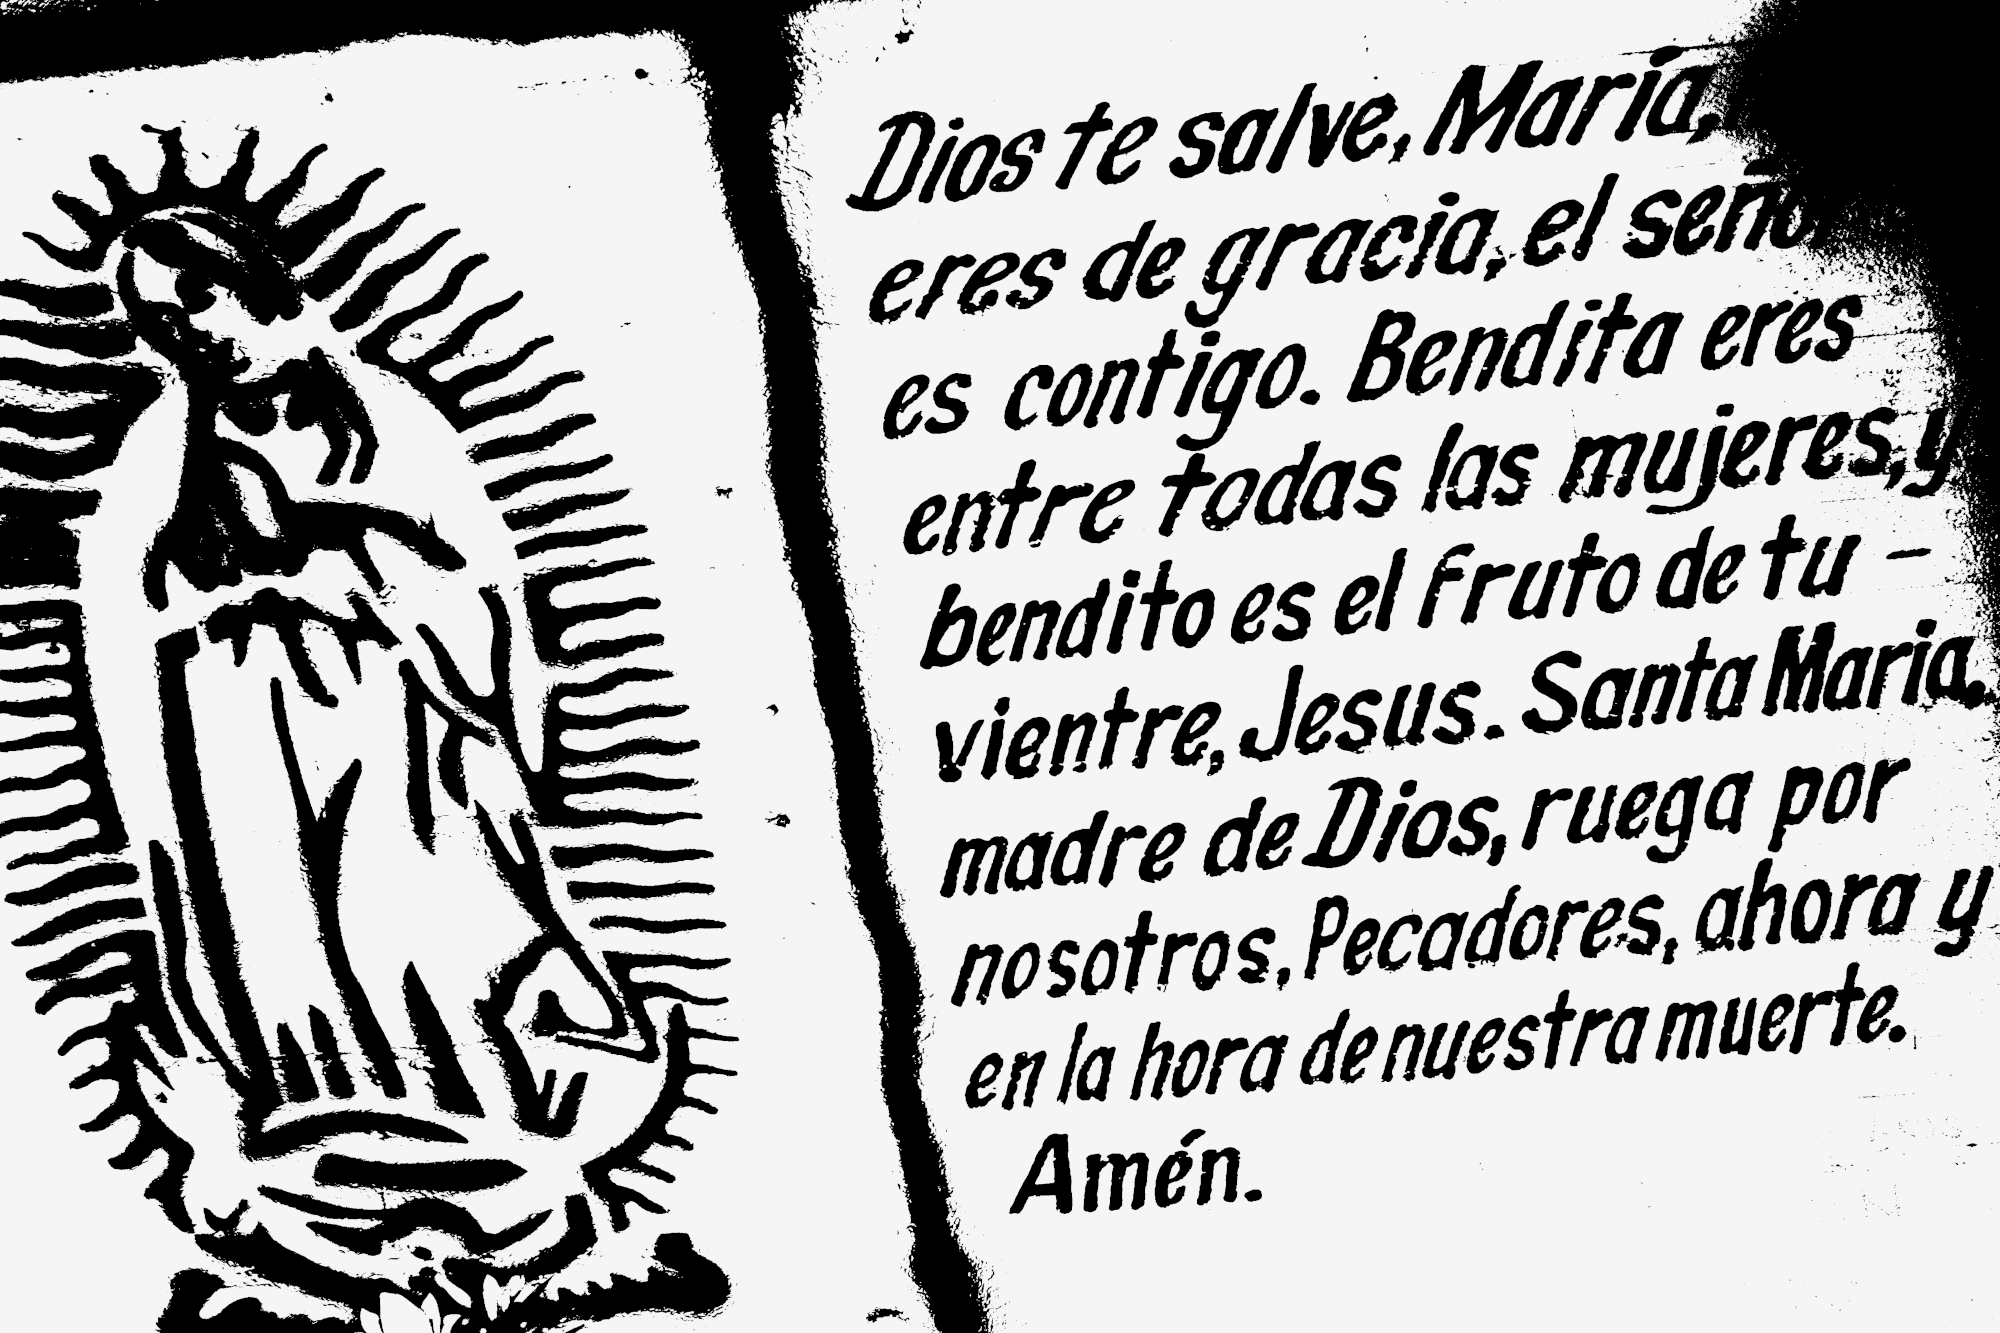 Dios te salve, María,
eres de gracia, el señor
es contigo. Bendita eres
entre todas las mujeres, y
bendito es el fruto de tu -
vientre, Jesus. Santa Maria.
madre de Dios, ruega por
nosotros, Pecadores, ahora y
en la hora de nuestra muerte.
Amén.